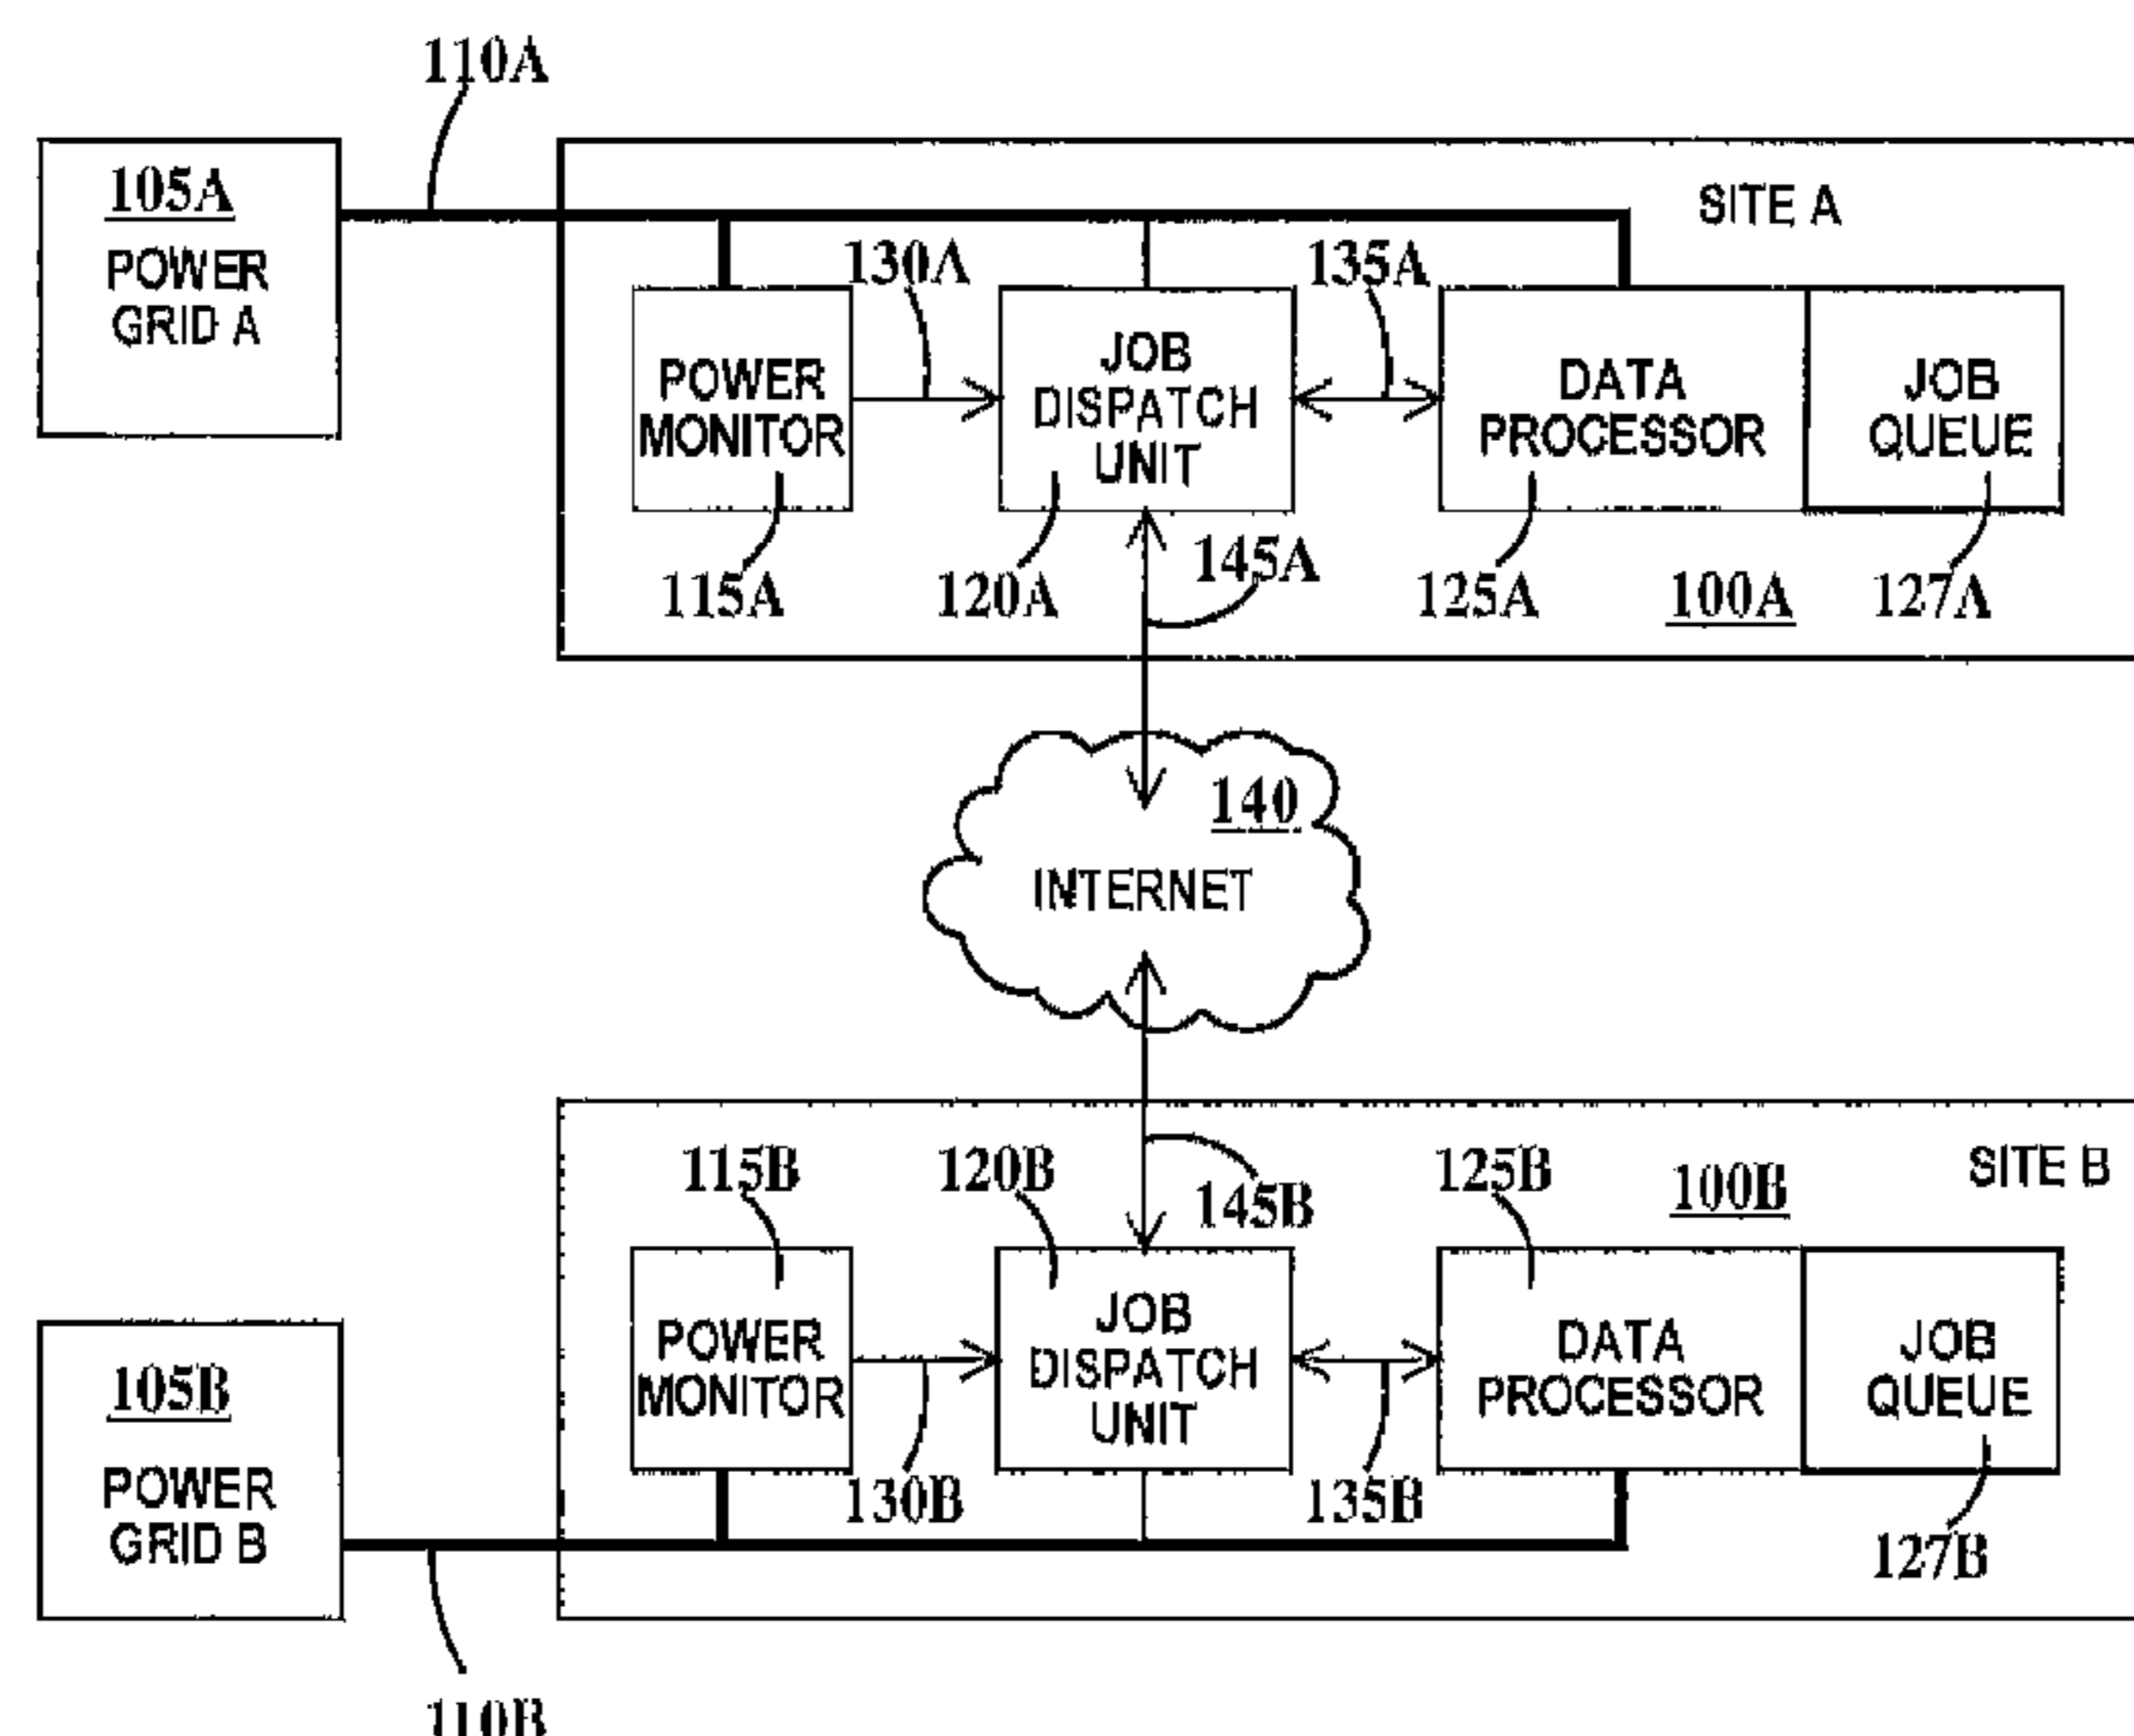 110A
105A
POWER
GRID A
SITE A
130A
135A
POWER
MONITOR
JOB
DISPATCH
UNIT
DATA
PROCESSOR
JOB
QUEUE
115A
120A
145A
125A
100A
127A
140
INTERNET
SITE B
115B
120B
145B
125B
100B
105B
POWER
GRID B
POWER
MONITOR
JOB
DISPATCH
UNIT
DATA
PROCESSOR
JOB
QUEUE
130B
135B
127B
110B